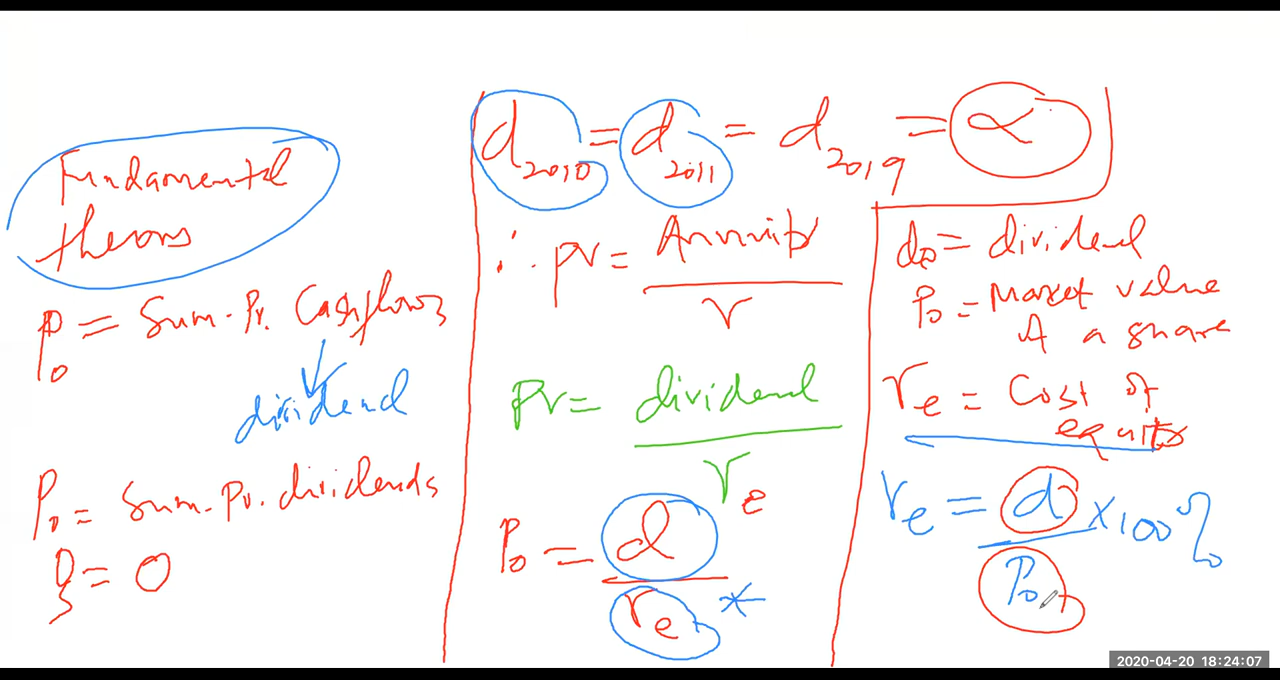 Fundamental
theory
P₀ = Sum. Pv. Cashflows
dividend
P₀ = Sum. Pv. dividends
g = 0
d₂₀₁₀ = d₂₀₁₁ = d₂₀₁₉ = ∝
∴ PV = Annuity / r
PV = dividend / rₑ
P₀ = d / rₑ *
d₀ = dividend
P₀ = Market value
of a share
rₑ = Cost of
equity
rₑ = d / P₀ × 100%
2020-04-20 18:24:07